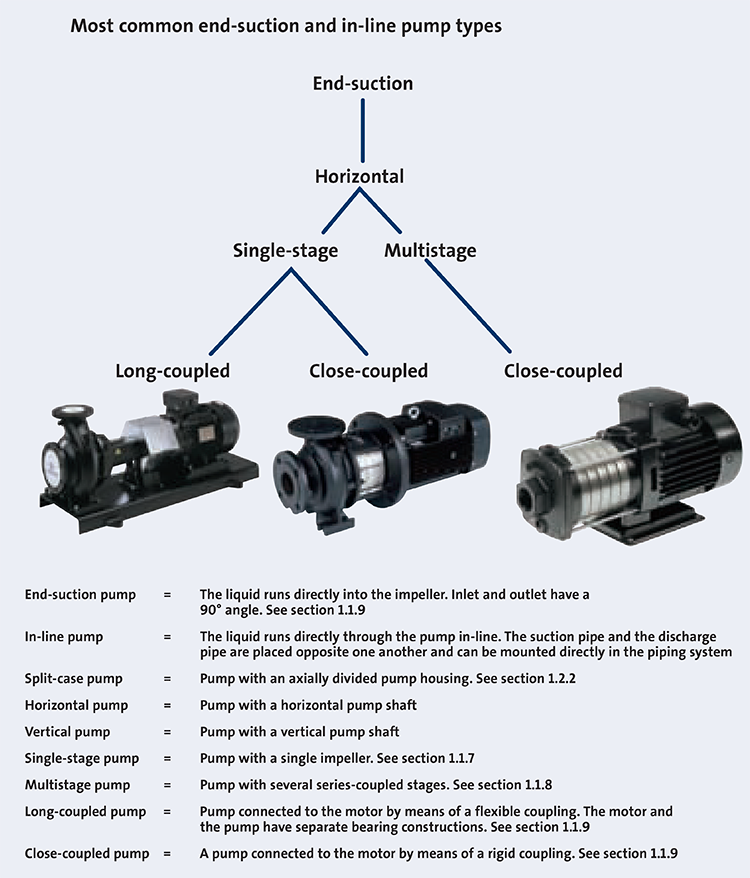 Most common end-suction and in-line pump types
End-suction
Horizontal
Single-stage Multistage
Long-coupled Close-coupled Close-coupled
End-suction pump = The liquid runs directly into the impeller. Inlet and outlet have a
90° angle. See section 1.1.9
In-line pump = The liquid runs directly through the pump in-line. The suction pipe and the discharge
pipe are placed opposite one another and can be mounted directly in the piping system
Split-case pump = Pump with an axially divided pump housing. See section 1.2.2
Horizontal pump = Pump with a horizontal pump shaft
Vertical pump = Pump with a vertical pump shaft
Single-stage pump = Pump with a single impeller. See section 1.1.7
Multistage pump = Pump with several series-coupled stages. See section 1.1.8
Long-coupled pump = Pump connected to the motor by means of a flexible coupling. The motor and
the pump have separate bearing constructions. See section 1.1.9
Close-coupled pump = A pump connected to the motor by means of a rigid coupling. See section 1.1.9